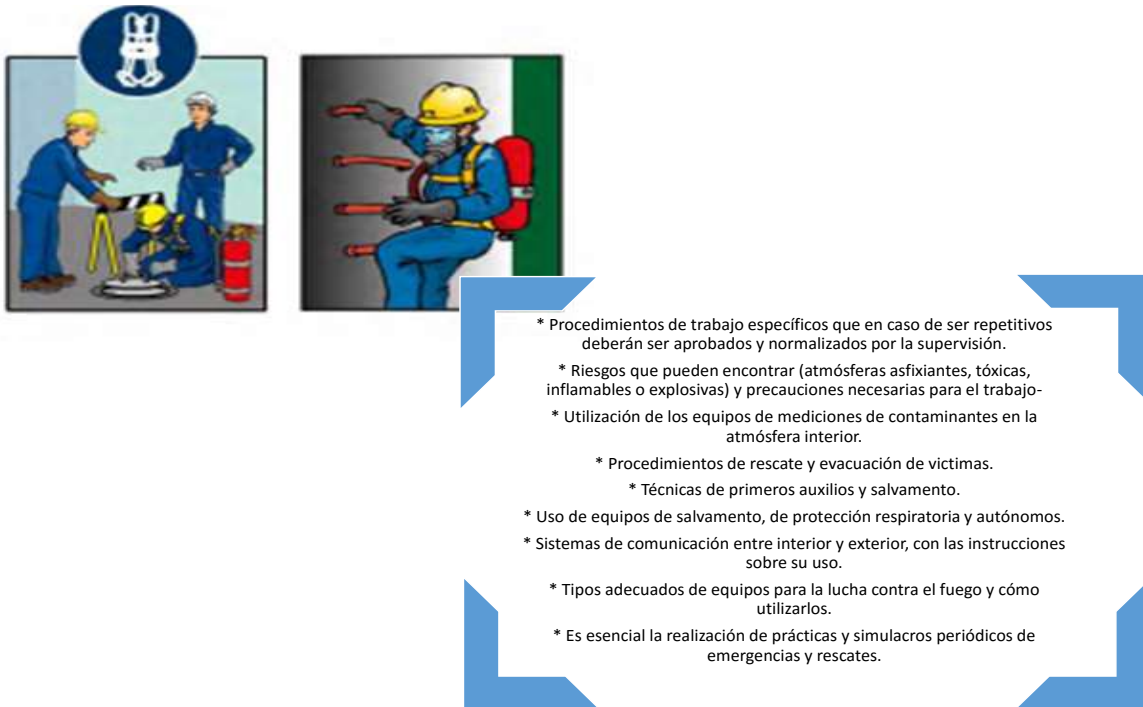 * Procedimientos de trabajo específicos que en caso de ser repetitivos
deberán ser aprobados y normalizados por la supervisión.
* Riesgos que pueden encontrar (atmósferas asfixiantes, tóxicas,
inflamables o explosivas) y precauciones necesarias para el trabajo-
* Utilización de los equipos de mediciones de contaminantes en la
atmósfera interior.
* Procedimientos de rescate y evacuación de victimas.
* Técnicas de primeros auxilios y salvamento.
* Uso de equipos de salvamento, de protección respiratoria y autónomos.
* Sistemas de comunicación entre interior y exterior, con las instrucciones
sobre su uso.
* Tipos adecuados de equipos para la lucha contra el fuego y cómo
utilizarlos.
* Es esencial la realización de prácticas y simulacros periódicos de
emergencias y rescates.